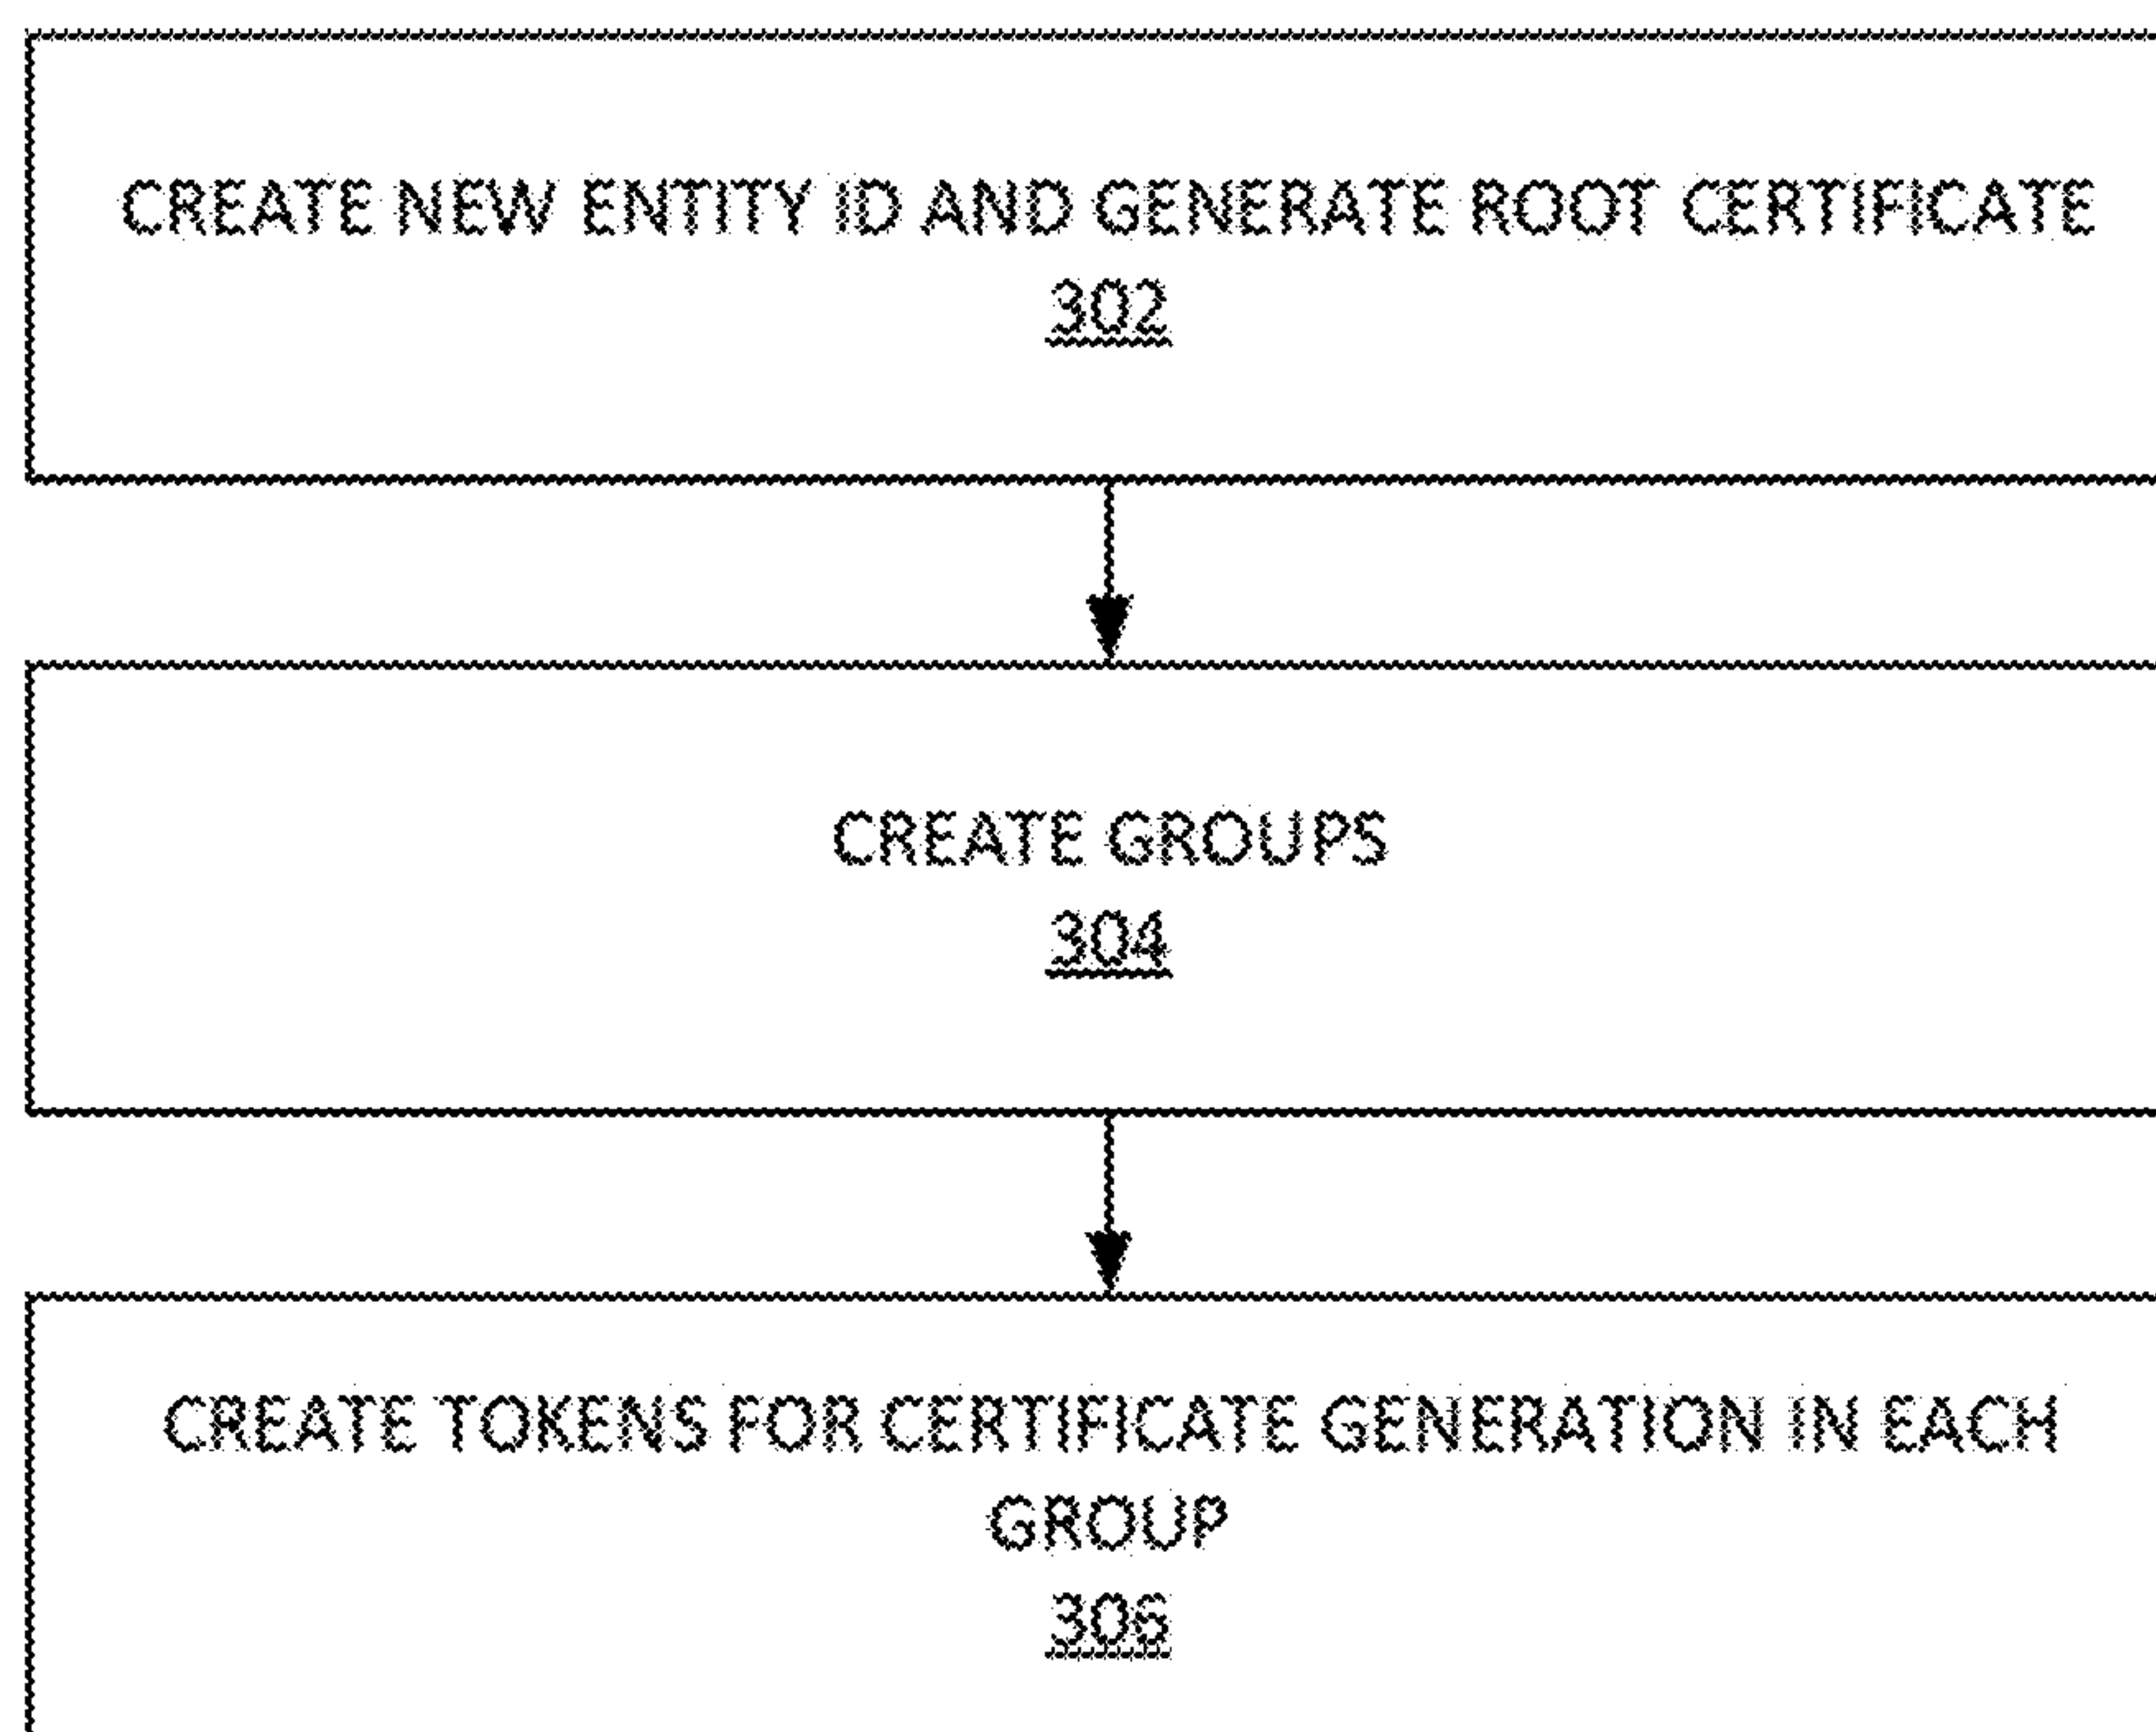 CREATE NEW ENTITY ID AND GENERATE ROOT CERTIFICATE
302
CREATE GROUPS
304
CREATE TOKENS FOR CERTIFICATE GENERATION IN EACH
GROUP
306